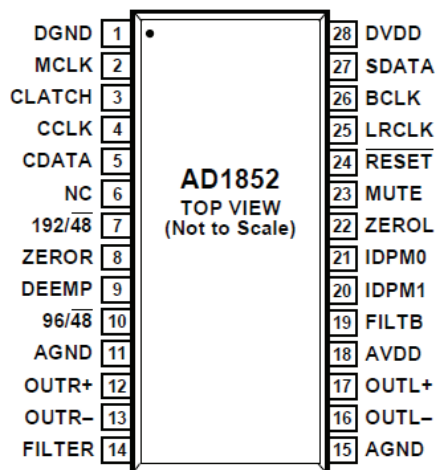 DGND 1 28 DVDD
MCLK 2 27 SDATA
CLATCH 3 26 BCLK
CCLK 4 25 LRCLK
CDATA 5 24 RESET
NC 6 23 MUTE
192/48 7 22 ZEROL
ZEROR 8 21 IDPM0
DEEMP 9 20 IDPM1
96/48 10 19 FILTB
AGND 11 18 AVDD
OUTR+ 12 17 OUTL+
OUTR– 13 16 OUTL–
FILTER 14 15 AGND
AD1852
TOP VIEW
(Not to Scale)